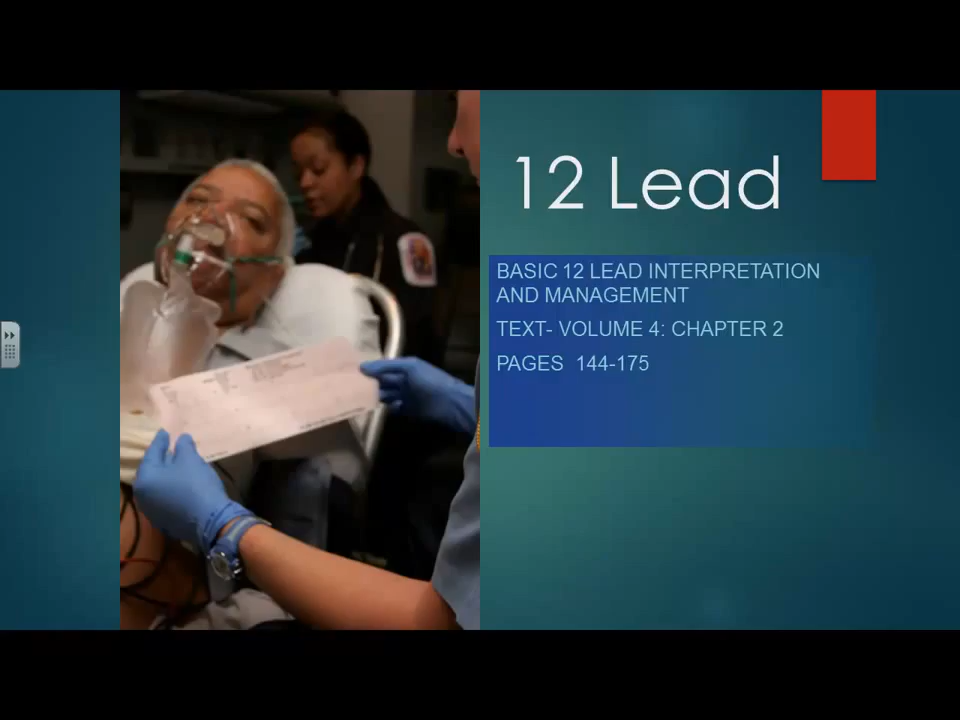 12 Lead
BASIC 12 LEAD INTERPRETATION
AND MANAGEMENT
TEXT- VOLUME 4: CHAPTER 2
PAGES 144-175